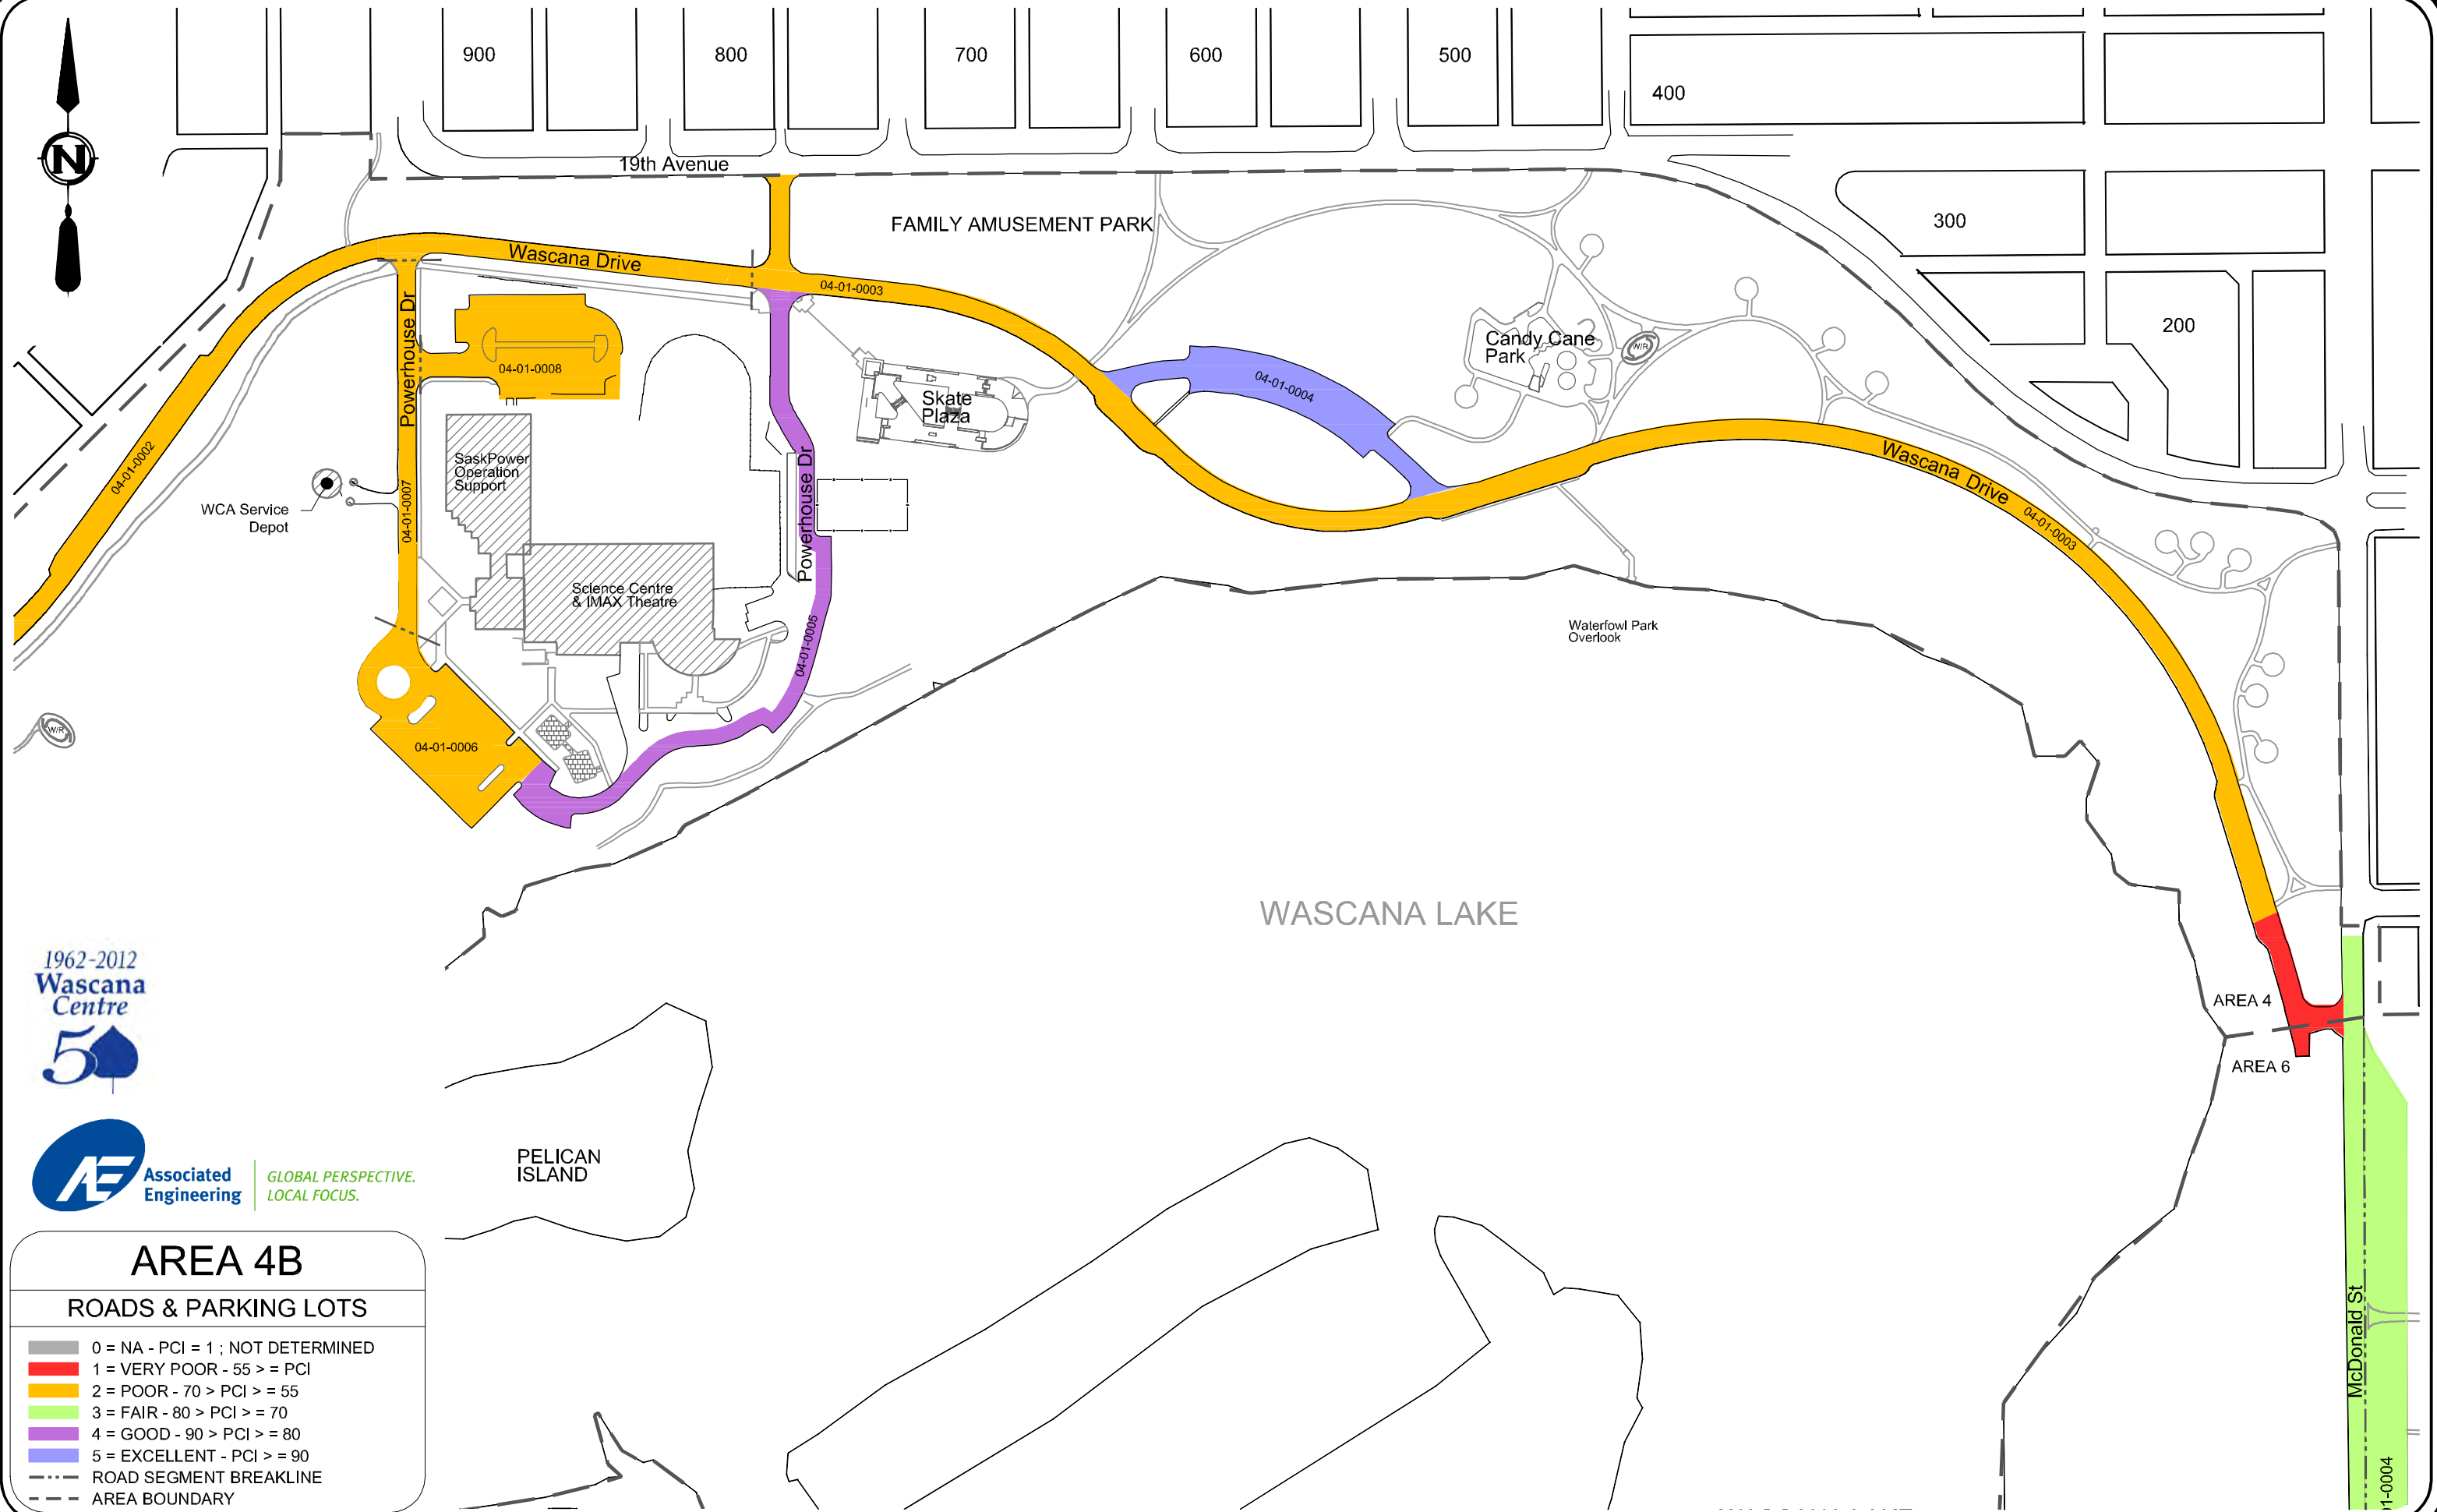 900
800
700
600
500
400
19th Avenue
N
FAMILY AMUSEMENT PARK
300
Wascana Drive
04-01-0003
200
Powerhouse Dr
04-01-0008
Candy Cane
Park
W/R
04-01-0004
Skate
Plaza
04-01-0002
SaskPower
Operation
Support
Powerhouse Dr
Wascana Drive
04-01-0003
WCA Service
Depot
04-01-0007
Science Centre
& IMAX Theatre
04-01-0005
Waterfowl Park
Overlook
W/R
04-01-0006
WASCANA LAKE
1962-2012
Wascana
Centre
50
AREA 4
AREA 6
PELICAN
ISLAND
AE
Associated
Engineering
GLOBAL PERSPECTIVE.
LOCAL FOCUS.
McDonald St
1-0004
AREA 4B
ROADS & PARKING LOTS
0 = NA - PCI = 1 ; NOT DETERMINED
1 = VERY POOR - 55 > = PCI
2 = POOR - 70 > PCI > = 55
3 = FAIR - 80 > PCI > = 70
4 = GOOD - 90 > PCI > = 80
5 = EXCELLENT - PCI > = 90
ROAD SEGMENT BREAKLINE
AREA BOUNDARY